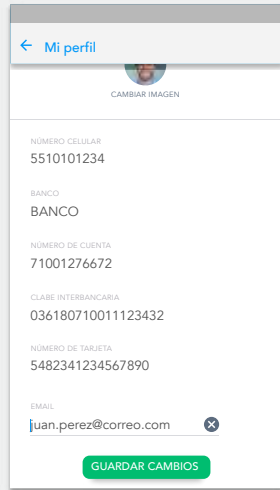 Mi perfil
CAMBIAR IMAGEN
NÚMERO CELULAR
5510101234
BANCO
BANCO
NÚMERO DE CUENTA
71001276672
CLABE INTERBANCARIA
036180710011123432
NÚMERO DE TARJETA
5482341234567890
EMAIL
juan.perez@correo.com
GUARDAR CAMBIOS